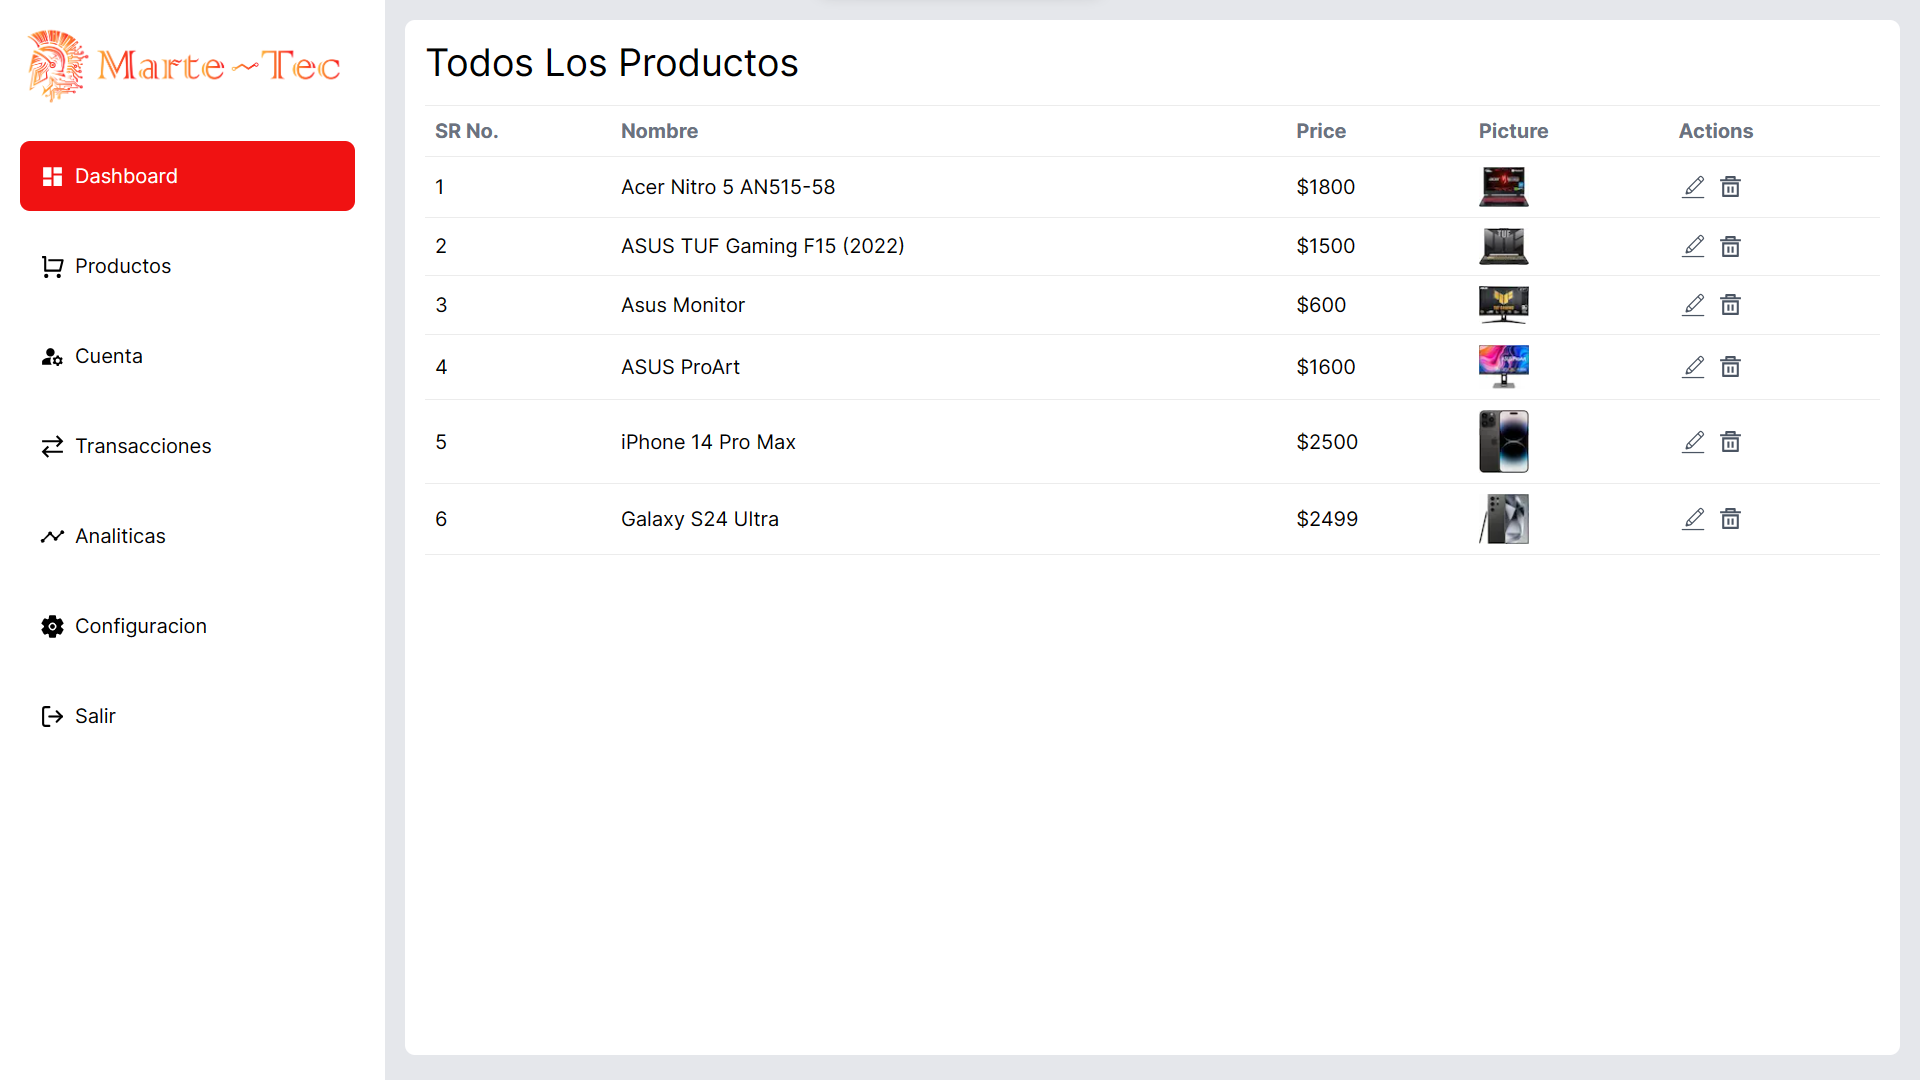 Marte~Tec
Dashboard
Productos
Cuenta
Transacciones
Analiticas
Configuracion
Salir
Todos Los Productos
SR No. Nombre Price Picture Actions
1 Acer Nitro 5 AN515-58 $1800
2 ASUS TUF Gaming F15 (2022) $1500
TUF
3 Asus Monitor $600
4 ASUS ProArt $1600
5 iPhone 14 Pro Max $2500
6 Galaxy S24 Ultra $2499